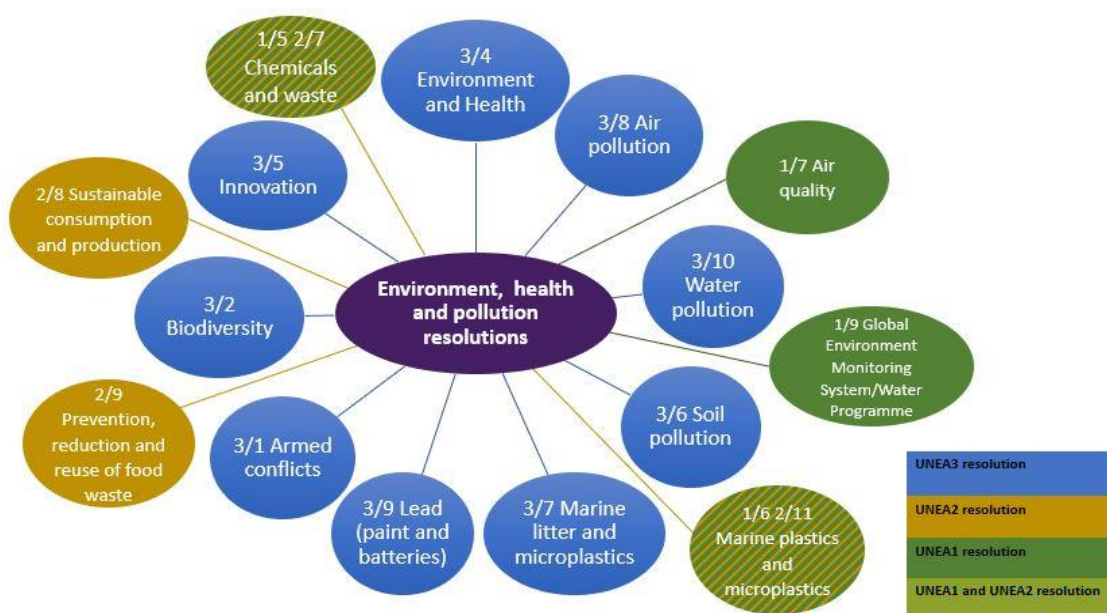 1/5 2/7
Chemicals
and waste
3/4
Environment
and Health
3/8 Air
pollution
1/7 Air
quality
3/5
Innovation
2/8 Sustainable
consumption
and production
Environment, health
and pollution
resolutions
3/10
Water
pollution
3/2
Biodiversity
1/9 Global
Environment
Monitoring
System/Water
Programme
2/9
Prevention,
reduction and
reuse of food
waste
3/1 Armed
conflicts
3/6 Soil
pollution
3/9 Lead
(paint and
batteries)
3/7 Marine
litter and
microplastics
1/6 2/11
Marine plastics
and
microplastics
UNEA3 resolution
UNEA2 resolution
UNEA1 resolution
UNEA1 and UNEA2 resolution